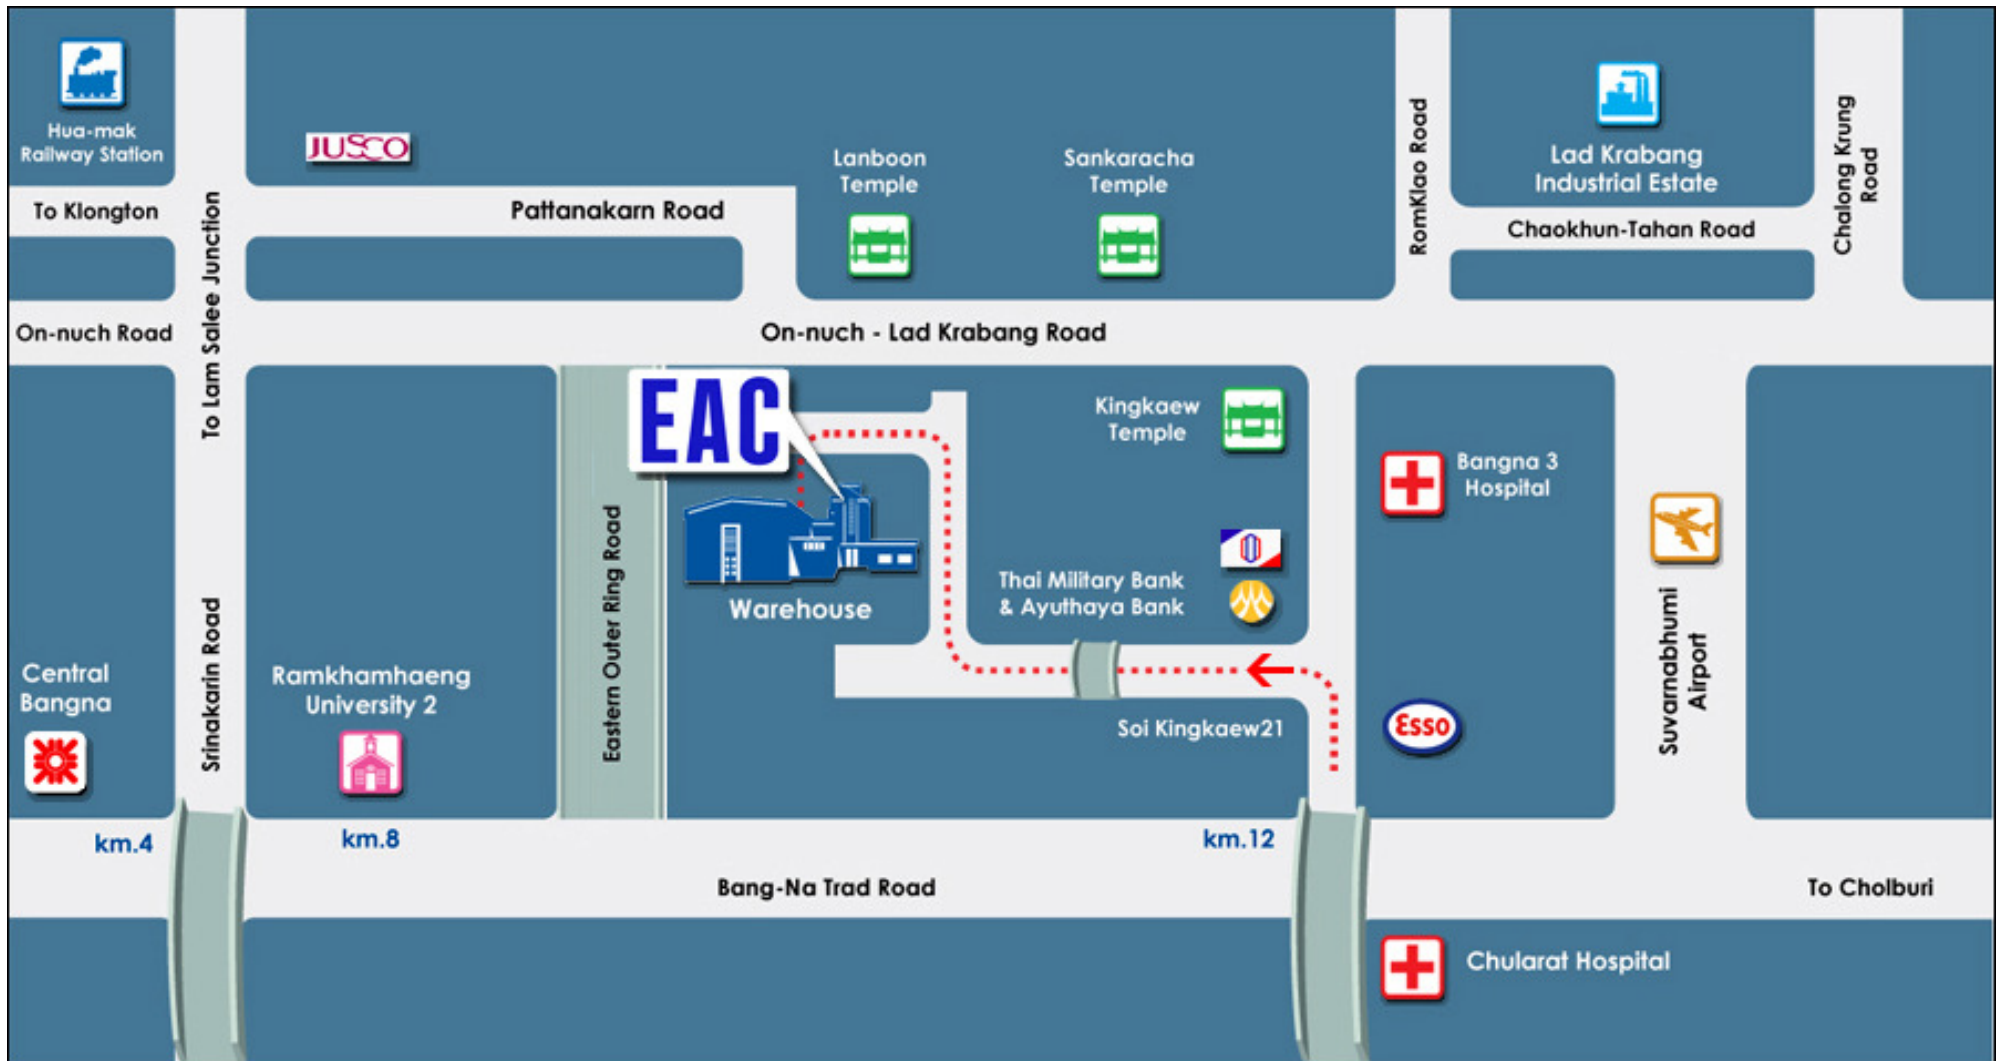 Hua-mak
Railway Station
JUSCO
Lanboon
Temple
Sankaracha
Temple
RomKlao Road
Lad Krabang
Industrial Estate
Chalong Krung
Road
To Klongton
Pattanakarn Road
Chaokhun-Tahan Road
To Lam Salee Junction
On-nuch Road
On-nuch - Lad Krabang Road
EAC
Kingkaew
Temple
Bangna 3
Hospital
Eastern Outer Ring Road
Thai Military Bank
& Ayuthaya Bank
Warehouse
Suvarnabhumi
Airport
Srinakarin Road
Central
Bangna
Ramkhamhaeng
University 2
Soi Kingkaew21
Esso
km.4
km.8
km.12
Bang-Na Trad Road
To Cholburi
Chularat Hospital